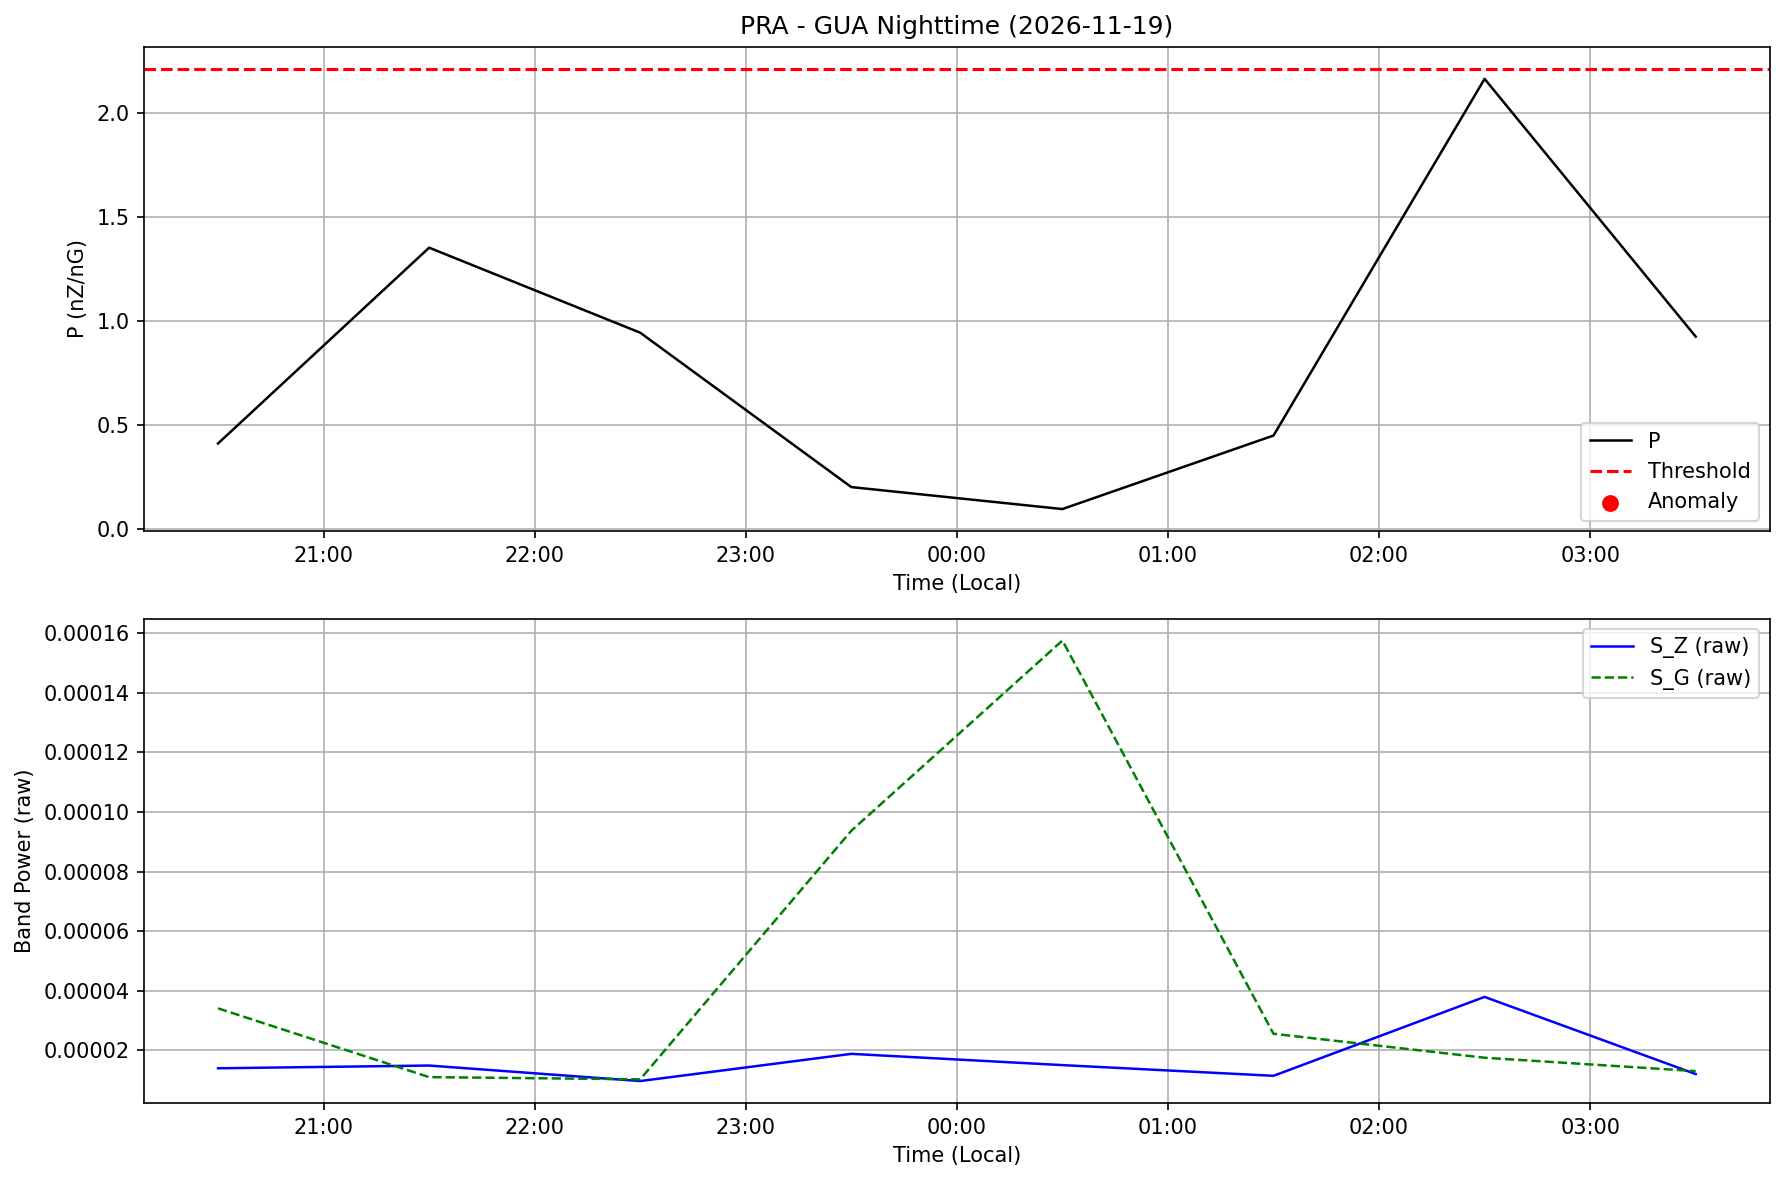 PRA - GUA Nighttime (2026-11-19)
P (nZ/nG)
2.0
1.5
1.0
0.5
0.0
P
Threshold
Anomaly
21:00 22:00 23:00 00:00 01:00 02:00 03:00
Time (Local)
Band Power (raw)
0.00016
0.00014
0.00012
0.00010
0.00008
0.00006
0.00004
0.00002
S_Z (raw)
S_G (raw)
21:00 22:00 23:00 00:00 01:00 02:00 03:00
Time (Local)